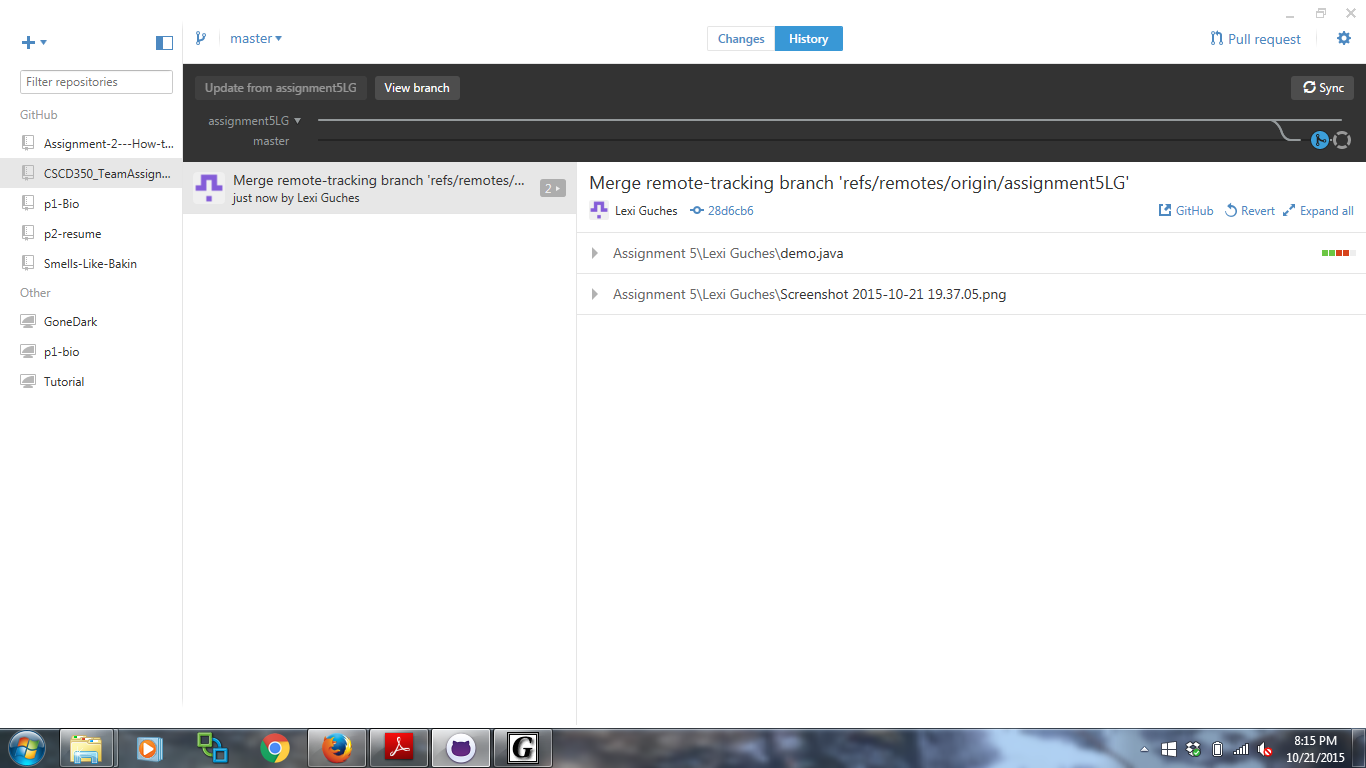 master
Changes
History
Pull request
Filter repositories
GitHub
Assignment-2---How-t...
CSCD350_TeamAssign...
p1-Bio
p2-resume
Smells-Like-Bakin
Other
GoneDark
p1-bio
Tutorial
Update from assignment5LG
View branch
Sync
assignment5LG
master
Merge remote-tracking branch 'refs/remotes/...
2
just now by Lexi Guches
Merge remote-tracking branch 'refs/remotes/origin/assignment5LG'
Lexi Guches
28d6cb6
GitHub
Revert
Expand all
Assignment 5\Lexi Guches\demo.java
Assignment 5\Lexi Guches\Screenshot 2015-10-21 19.37.05.png
G
8:15 PM
10/21/2015